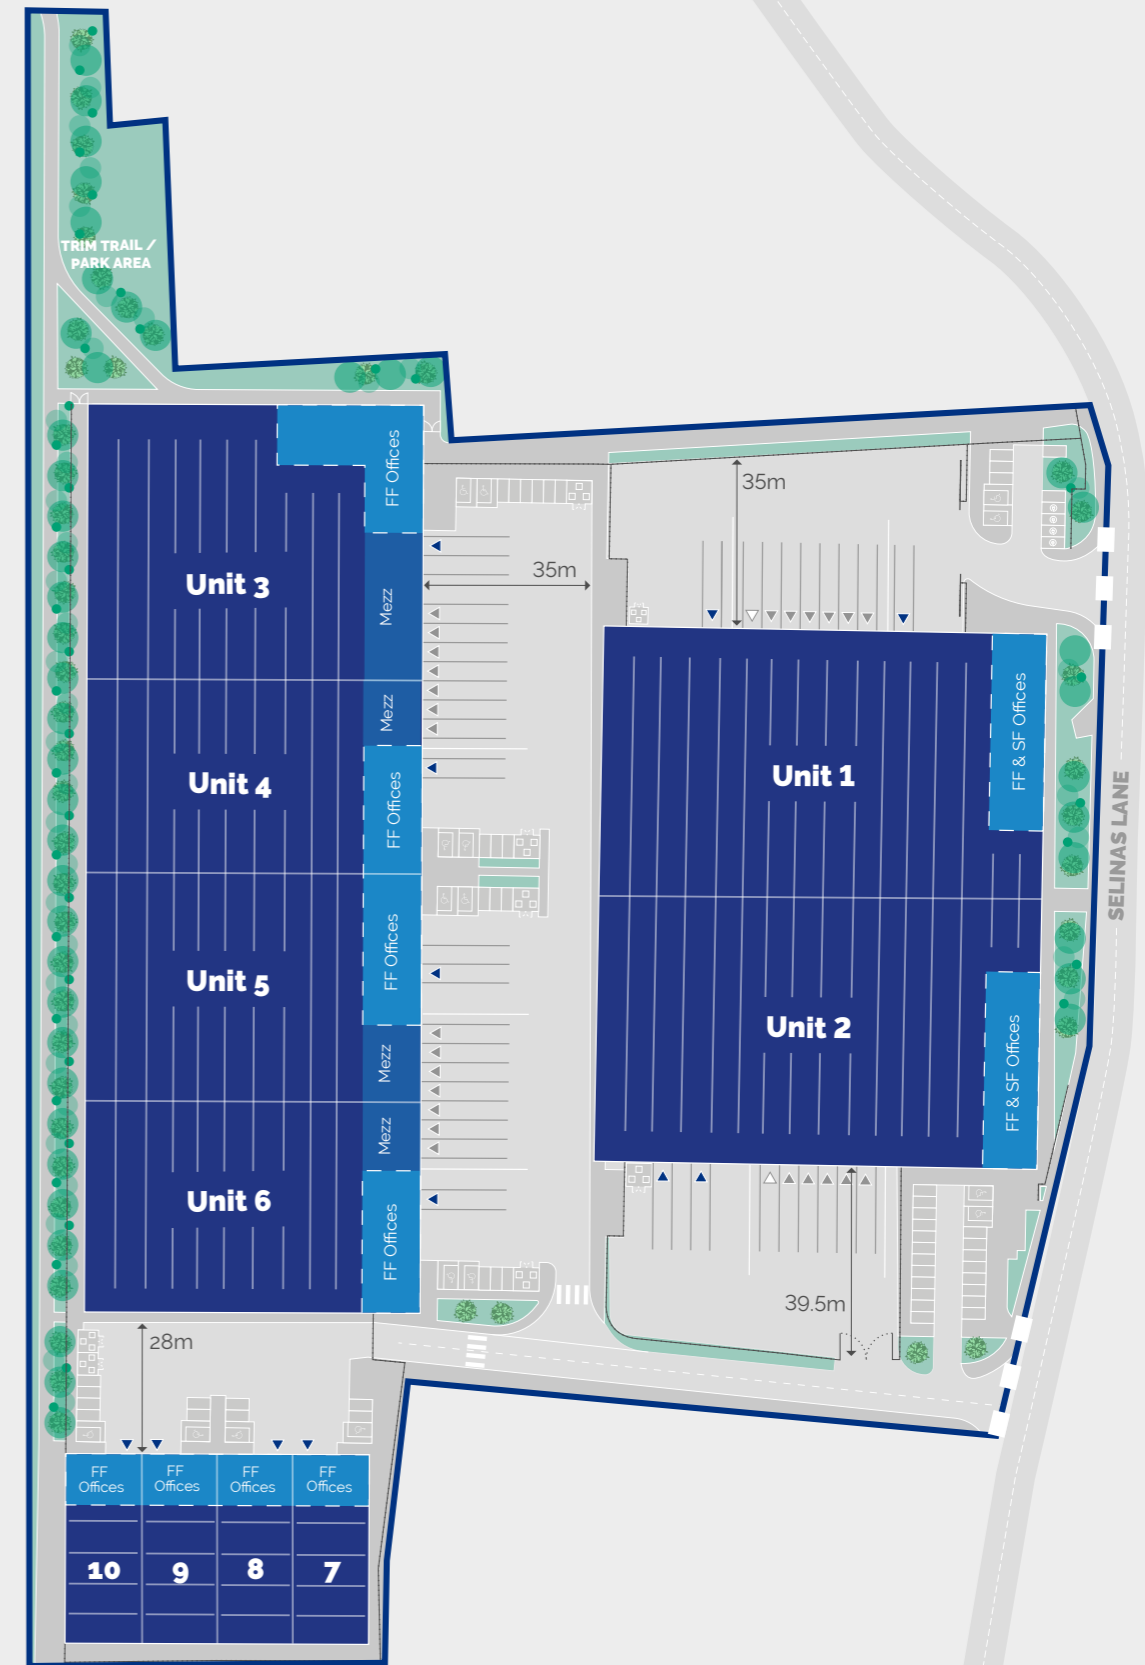 TRIM TRAIL /
PARK AREA
FF Offices
Unit 3
Mezz
35m
35m
Mezz
Unit 4
FF Offices
Unit 1
FF & SF Offices
SELINAS LANE
FF Offices
Unit 5
Mezz
Unit 2
FF & SF Offices
Mezz
Unit 6
FF Offices
39.5m
28m
FF
Offices
FF
Offices
FF
Offices
FF
Offices
10
9
8
7